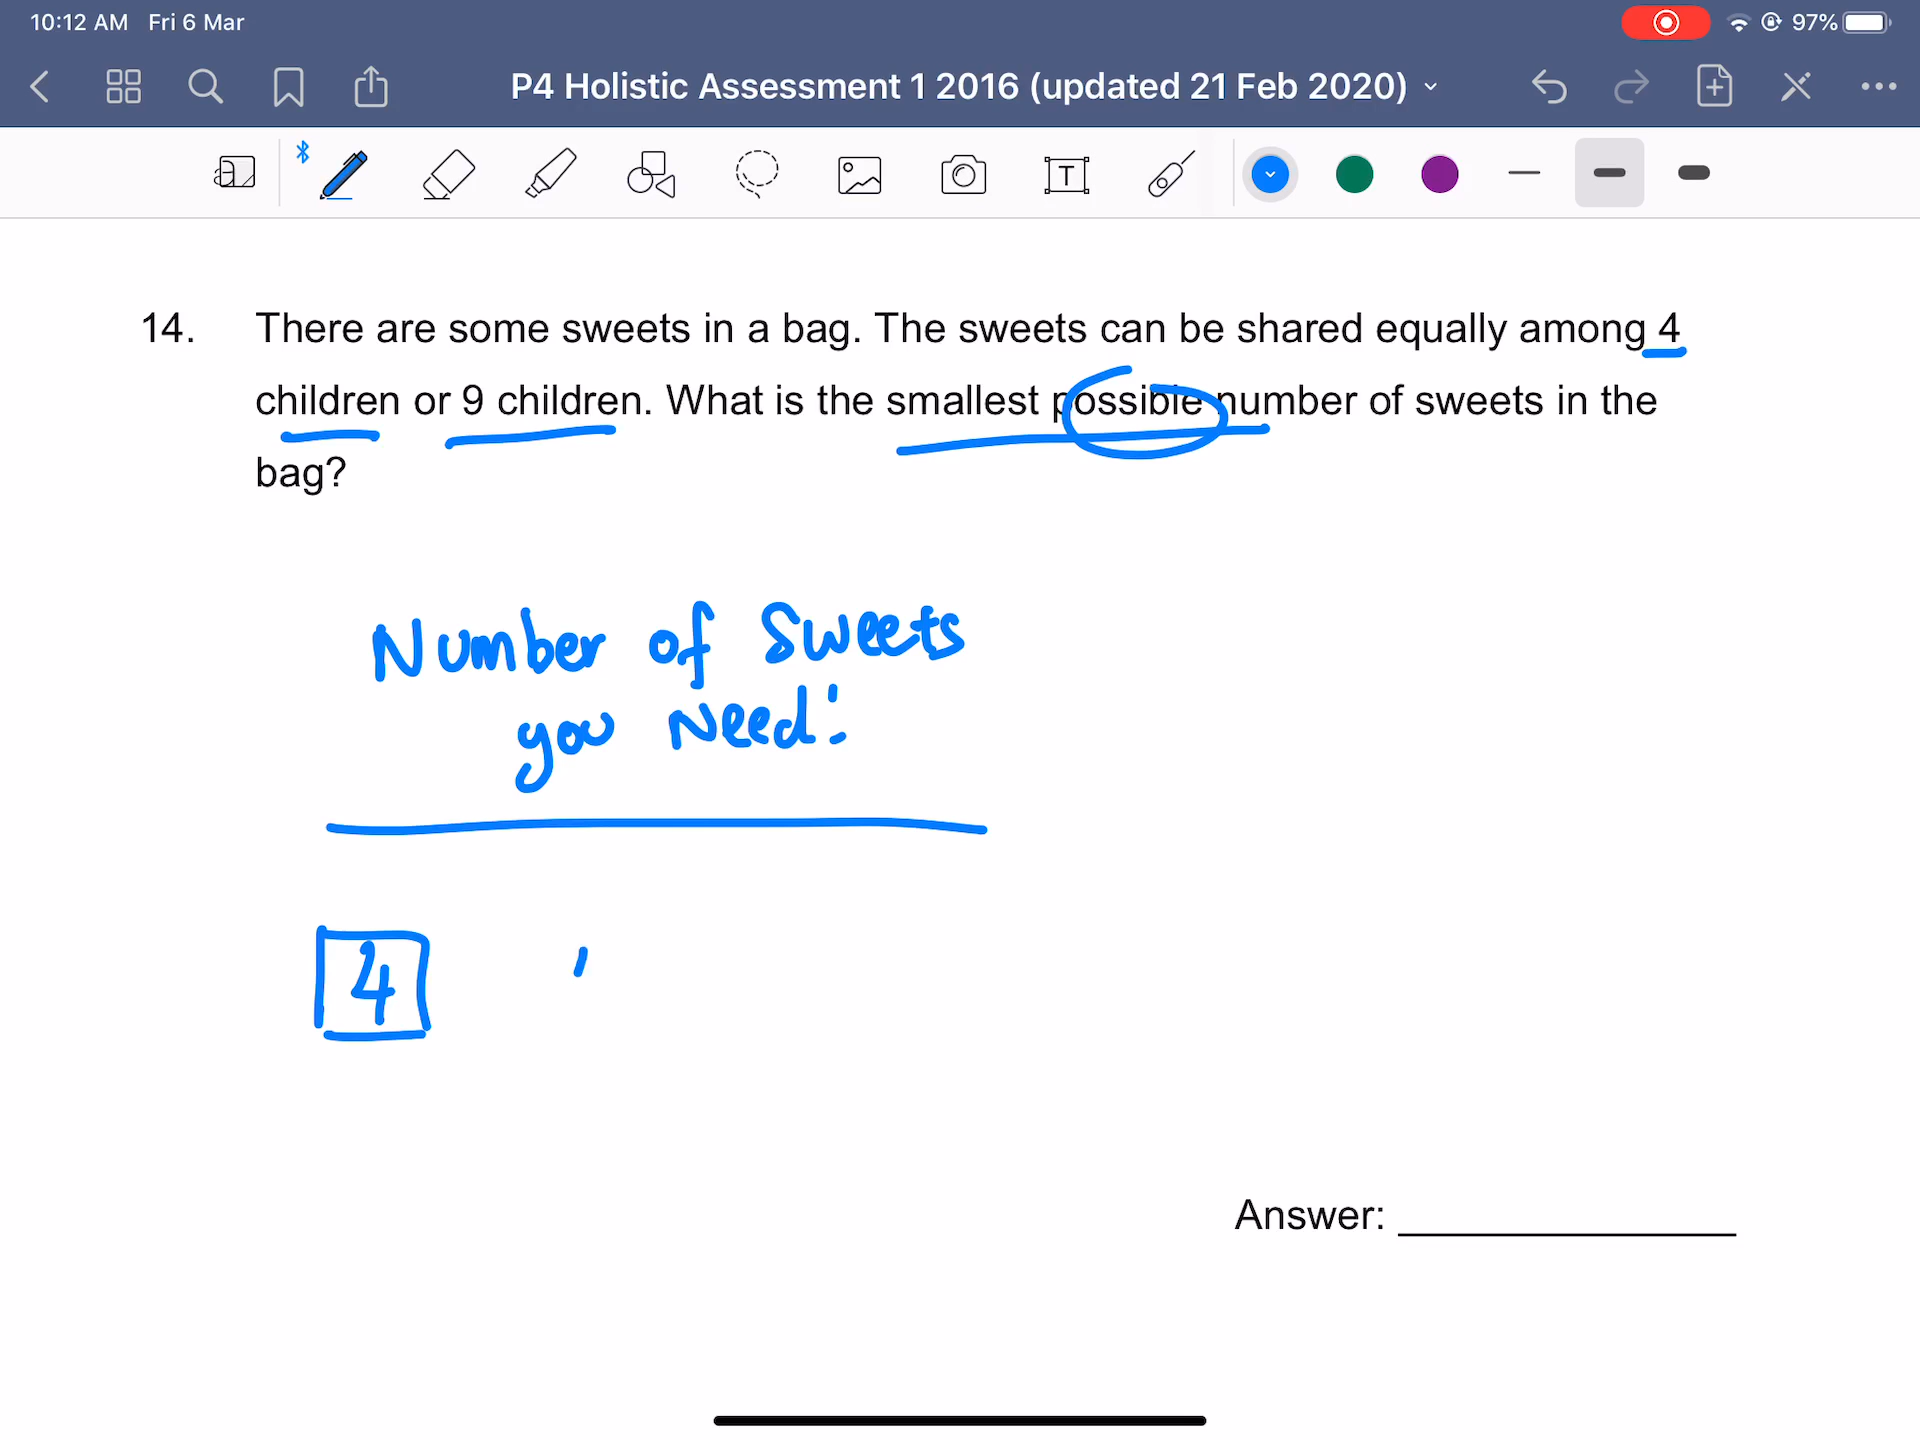 10:12 AM Fri 6 Mar 97%
P4 Holistic Assessment 1 2016 (updated 21 Feb 2020)
T
14. There are some sweets in a bag. The sweets can be shared equally among 4
children or 9 children. What is the smallest possible number of sweets in the
bag?
Number of Sweets
you Need:
4
Answer: